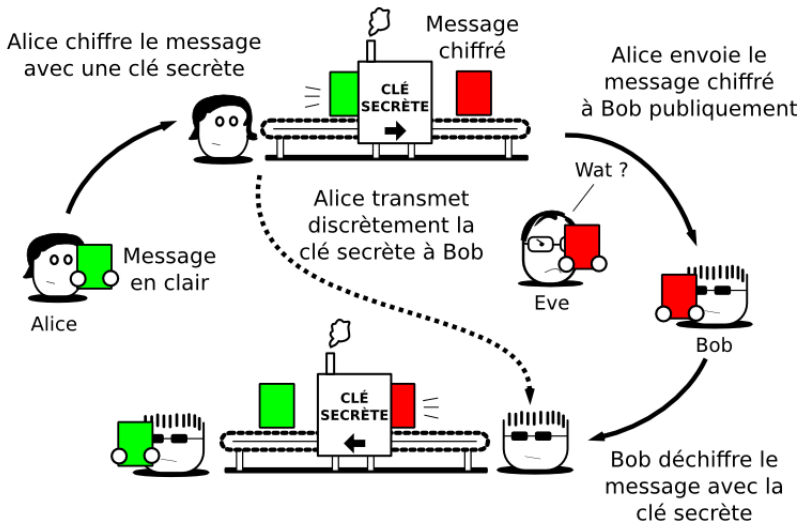 Alice chiffre le message
avec une clé secrète
Message
chiffré
CLÉ
SECRÈTE
Alice envoie le
message chiffré
à Bob publiquement
Wat ?
Alice transmet
discrètement la
clé secrète à Bob
Message
en clair
Alice
Eve
Bob
CLÉ
SECRÈTE
Bob déchiffre le
message avec la
clé secrète